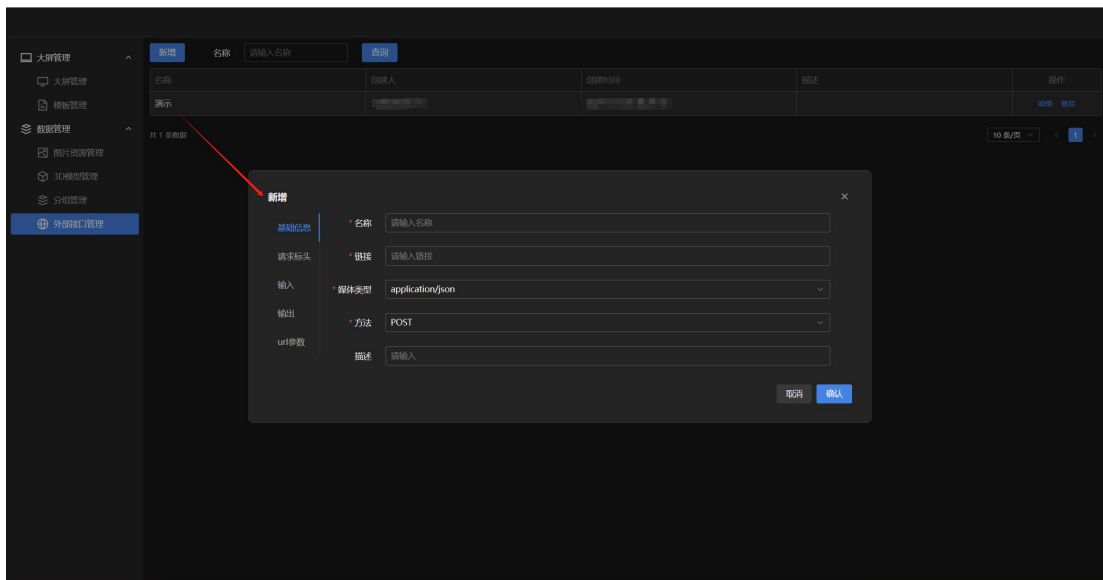 大屏管理
大屏管理
模板管理
数据管理
图片资源管理
3D模型管理
分组管理
外部接口管理
新增 名称 请输入名称 查询
名称 创建人 创建时间 描述 操作
演示 编辑 删除
共 1 条数据 10 条/页 1
新增
基础信息
请求标头
输入
输出
url参数
* 名称 请输入名称
* 链接 请输入链接
* 媒体类型 application/json
* 方法 POST
描述 请输入
取消 确认